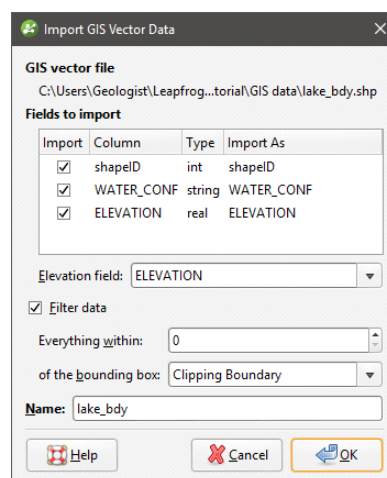 Import GIS Vector Data
GIS vector file
C:\Users\Geologist\Leapfrog...torial\GIS data\lake_bdy.shp
Fields to import
Import Column Type Import As
shapeID int shapeID
WATER_CONF string WATER_CONF
ELEVATION real ELEVATION
Elevation field: ELEVATION
Filter data
Everything within: 0
of the bounding box: Clipping Boundary
Name: lake_bdy
Help Cancel OK